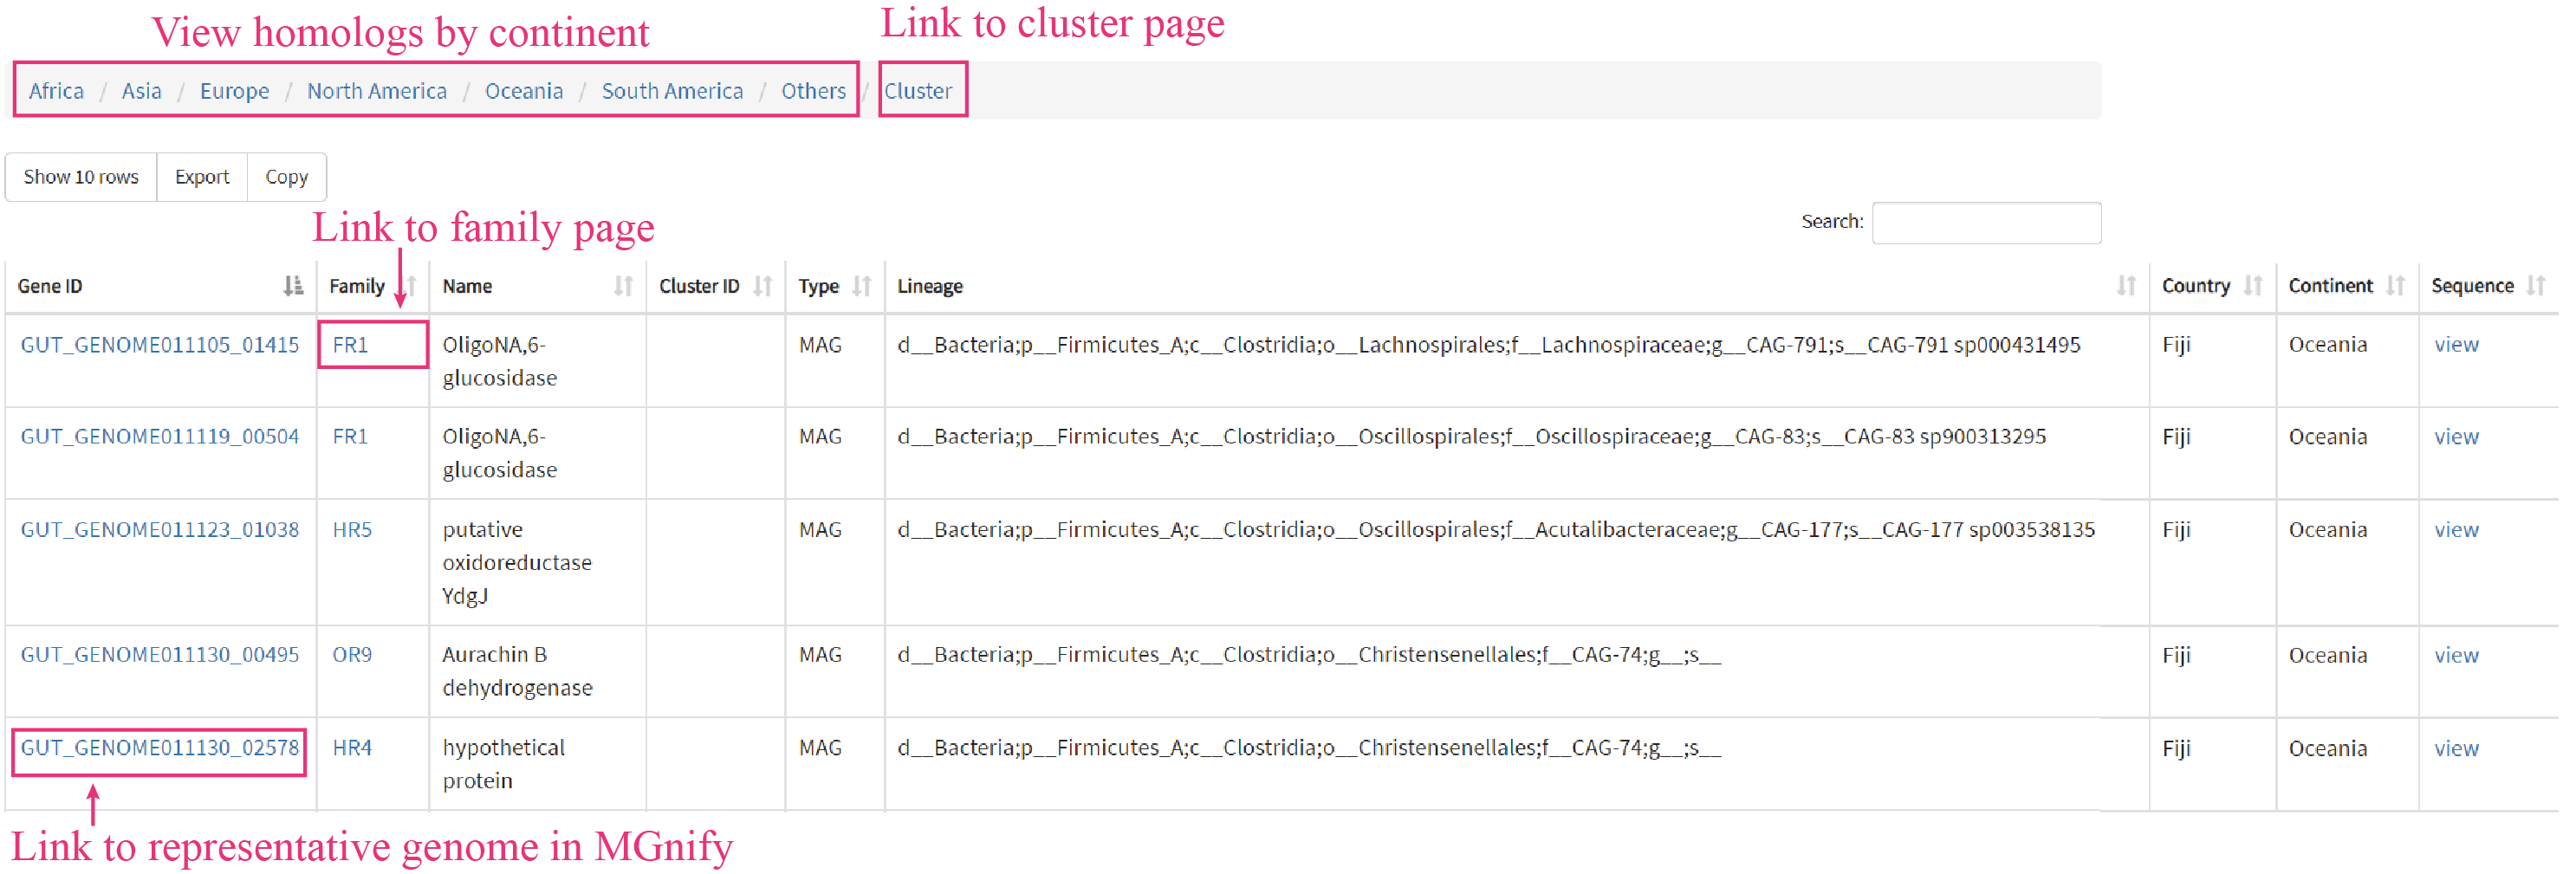 View homologs by continent Link to cluster page
Africa / Asia / Europe / North America / Oceania / South America / Others / Cluster
Show 10 rows Export Copy
Link to family page
Search:
Gene ID Family Name Cluster ID Type Lineage Country Continent Sequence
GUT_GENOME011105_01415 FR1 OligoNA,6- MAG d__Bacteria;p__Firmicutes_A;c__Clostridia;o__Lachnospirales;f__Lachnospiraceae;g__CAG-791;s__CAG-791 sp000431495 Fiji Oceania view
glucosidase
GUT_GENOME011119_00504 FR1 OligoNA,6- MAG d__Bacteria;p__Firmicutes_A;c__Clostridia;o__Oscillospirales;f__Oscillospiraceae;g__CAG-83;s__CAG-83 sp900313295 Fiji Oceania view
glucosidase
GUT_GENOME011123_01038 HR5 putative MAG d__Bacteria;p__Firmicutes_A;c__Clostridia;o__Oscillospirales;f__Acutalibacteraceae;g__CAG-177;s__CAG-177 sp003538135 Fiji Oceania view
oxidoreductase
YdgJ
GUT_GENOME011130_00495 OR9 Aurachin B MAG d__Bacteria;p__Firmicutes_A;c__Clostridia;o__Christensenellales;f__CAG-74;g__;s__ Fiji Oceania view
dehydrogenase
GUT_GENOME011130_02578 HR4 hypothetical MAG d__Bacteria;p__Firmicutes_A;c__Clostridia;o__Christensenellales;f__CAG-74;g__;s__ Fiji Oceania view
protein
Link to representative genome in MGnify